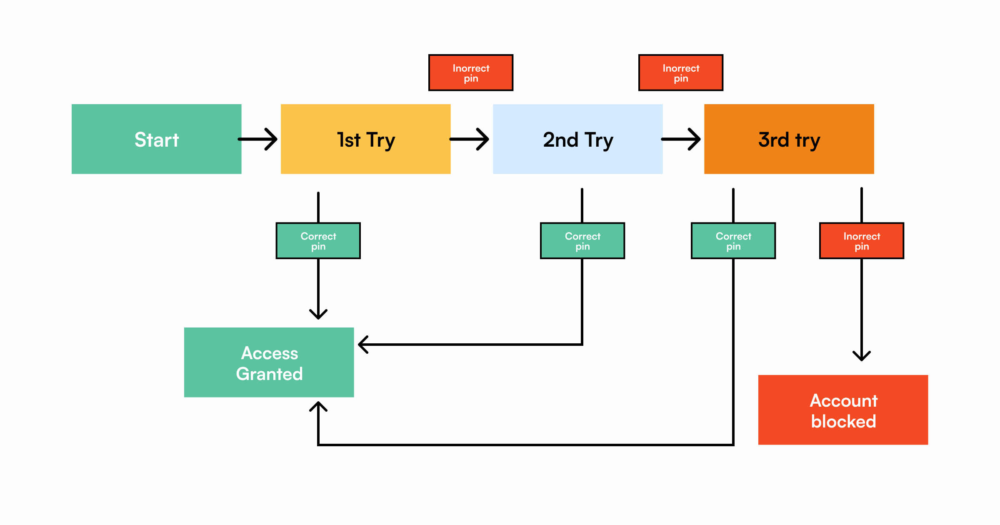 Inorrect
pin
Inorrect
pin
Start
1st Try
2nd Try
3rd try
Correct
pin
Correct
pin
Correct
pin
Inorrect
pin
Access
Granted
Account
blocked